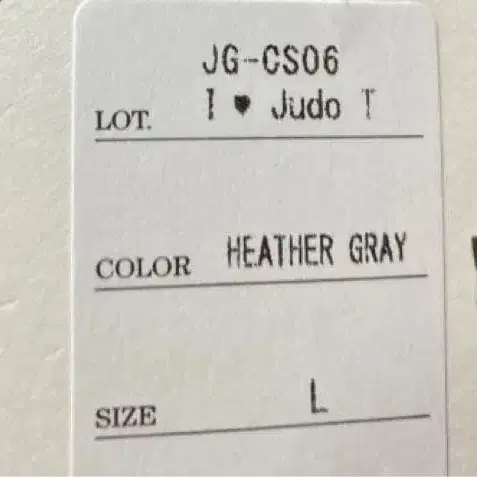 JG-CS06
LOT. I ♥ Judo T
COLOR HEATHER GRAY
SIZE L